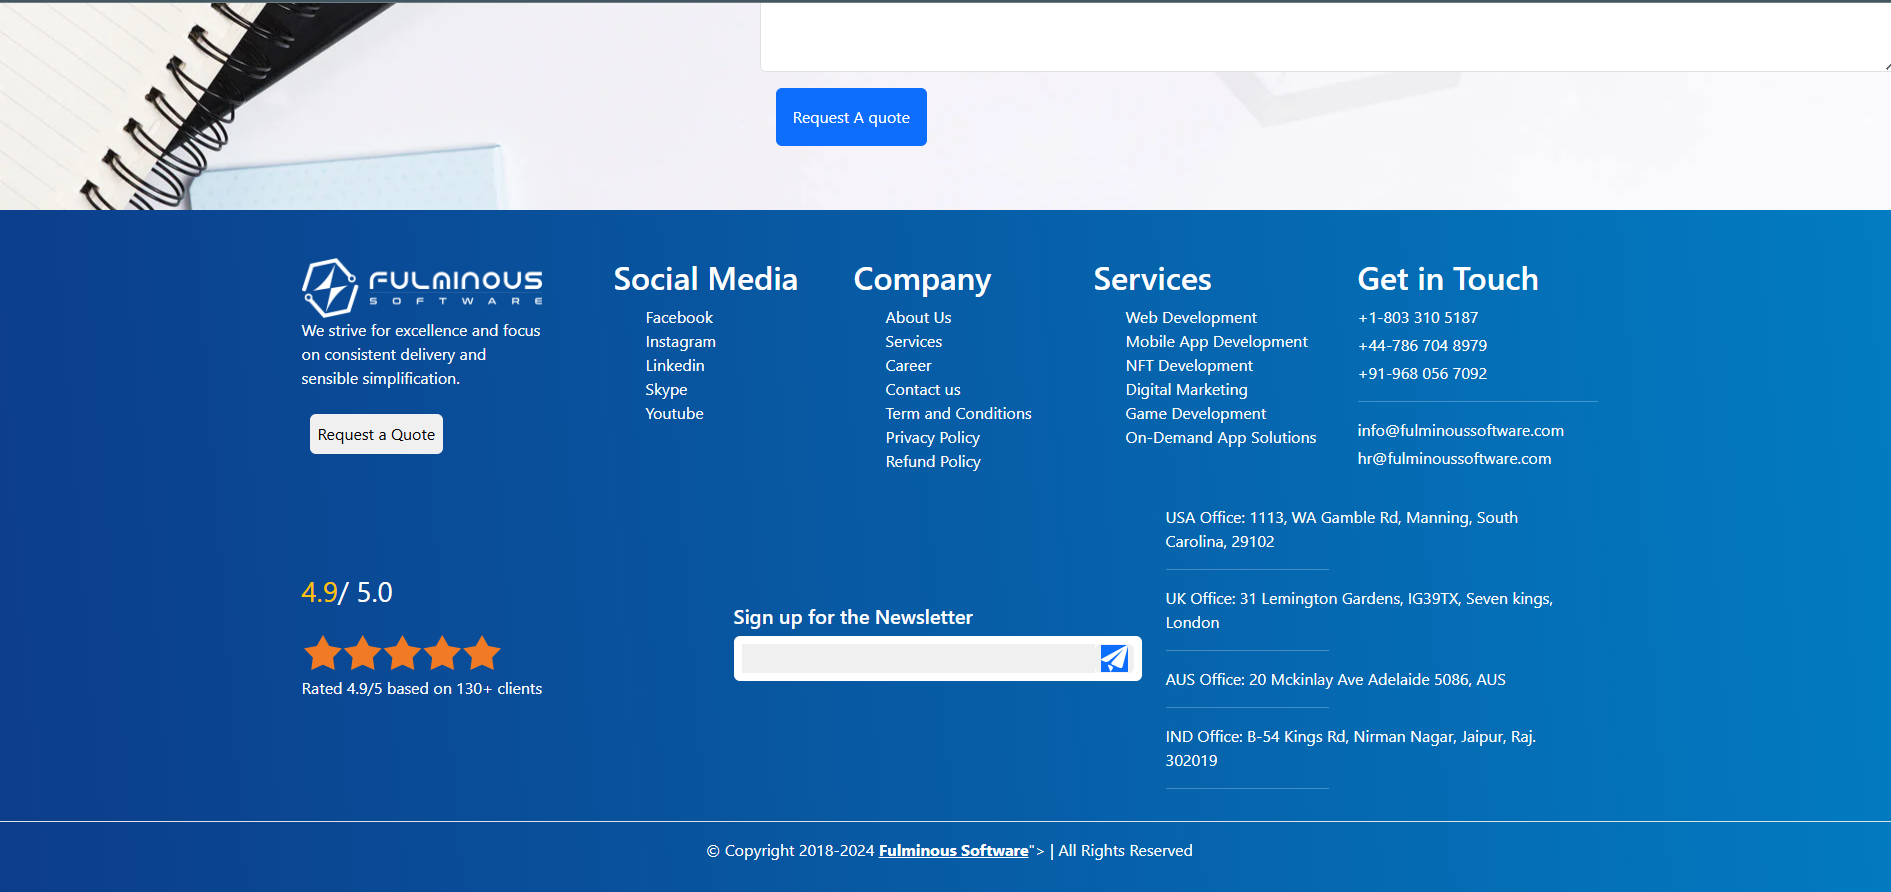 Request A quote
FULMINOUS
SOFTWARE
We strive for excellence and focus
on consistent delivery and
sensible simplification.
Request a Quote
Social Media
Facebook
Instagram
Linkedin
Skype
Youtube
Company
About Us
Services
Career
Contact us
Term and Conditions
Privacy Policy
Refund Policy
Services
Web Development
Mobile App Development
NFT Development
Digital Marketing
Game Development
On-Demand App Solutions
Get in Touch
+1-803 310 5187
+44-786 704 8979
+91-968 056 7092
info@fulminoussoftware.com
hr@fulminoussoftware.com
4.9/ 5.0
Rated 4.9/5 based on 130+ clients
Sign up for the Newsletter
USA Office: 1113, WA Gamble Rd, Manning, South
Carolina, 29102
UK Office: 31 Lemington Gardens, IG39TX, Seven kings,
London
AUS Office: 20 Mckinlay Ave Adelaide 5086, AUS
IND Office: B-54 Kings Rd, Nirman Nagar, Jaipur, Raj.
302019
© Copyright 2018-2024 Fulminous Software"> | All Rights Reserved